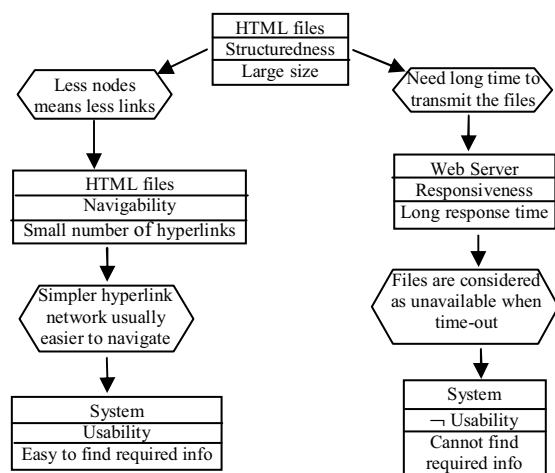 HTML files
Structuredness
Large size
Less nodes
means less links
Need long time to
transmit the files
HTML files
Navigability
Small number of hyperlinks
Web Server
Responsiveness
Long response time
Simpler hyperlink
network usually
easier to navigate
Files are considered
as unavailable when
time-out
System
Usability
Easy to find required info
System
¬ Usability
Cannot find
required info